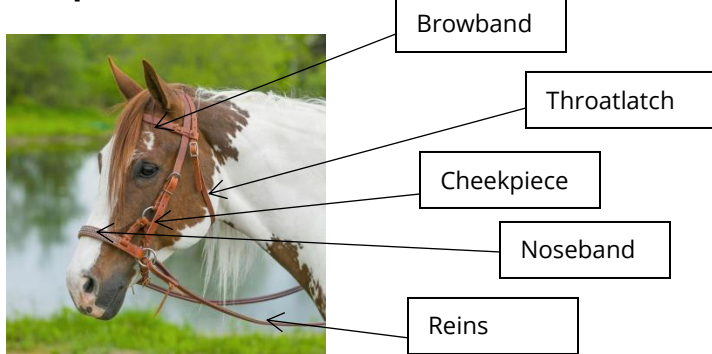 Browband
Throatlatch
Cheekpiece
Noseband
Reins